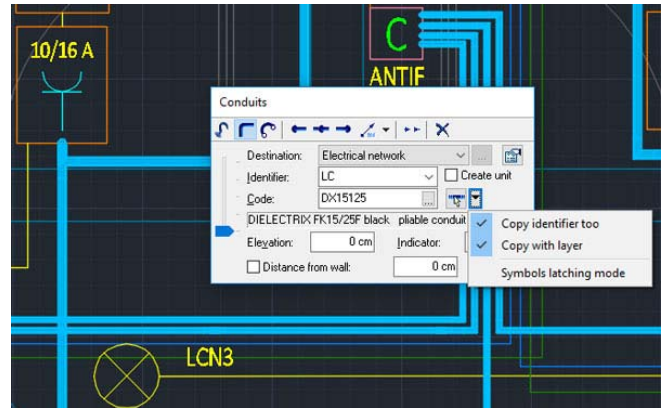 10/16 A
C
ANTIF
Conduits
Destination: Electrical network ...
Identifier: LC Create unit
Code: DX15125 ...
DIELECTRIX FK15/25F black pliable conduit
Elevation: 0 cm Indicator:
Distance from wall: 0 cm
Copy identifier too
Copy with layer
Symbols latching mode
LCN3